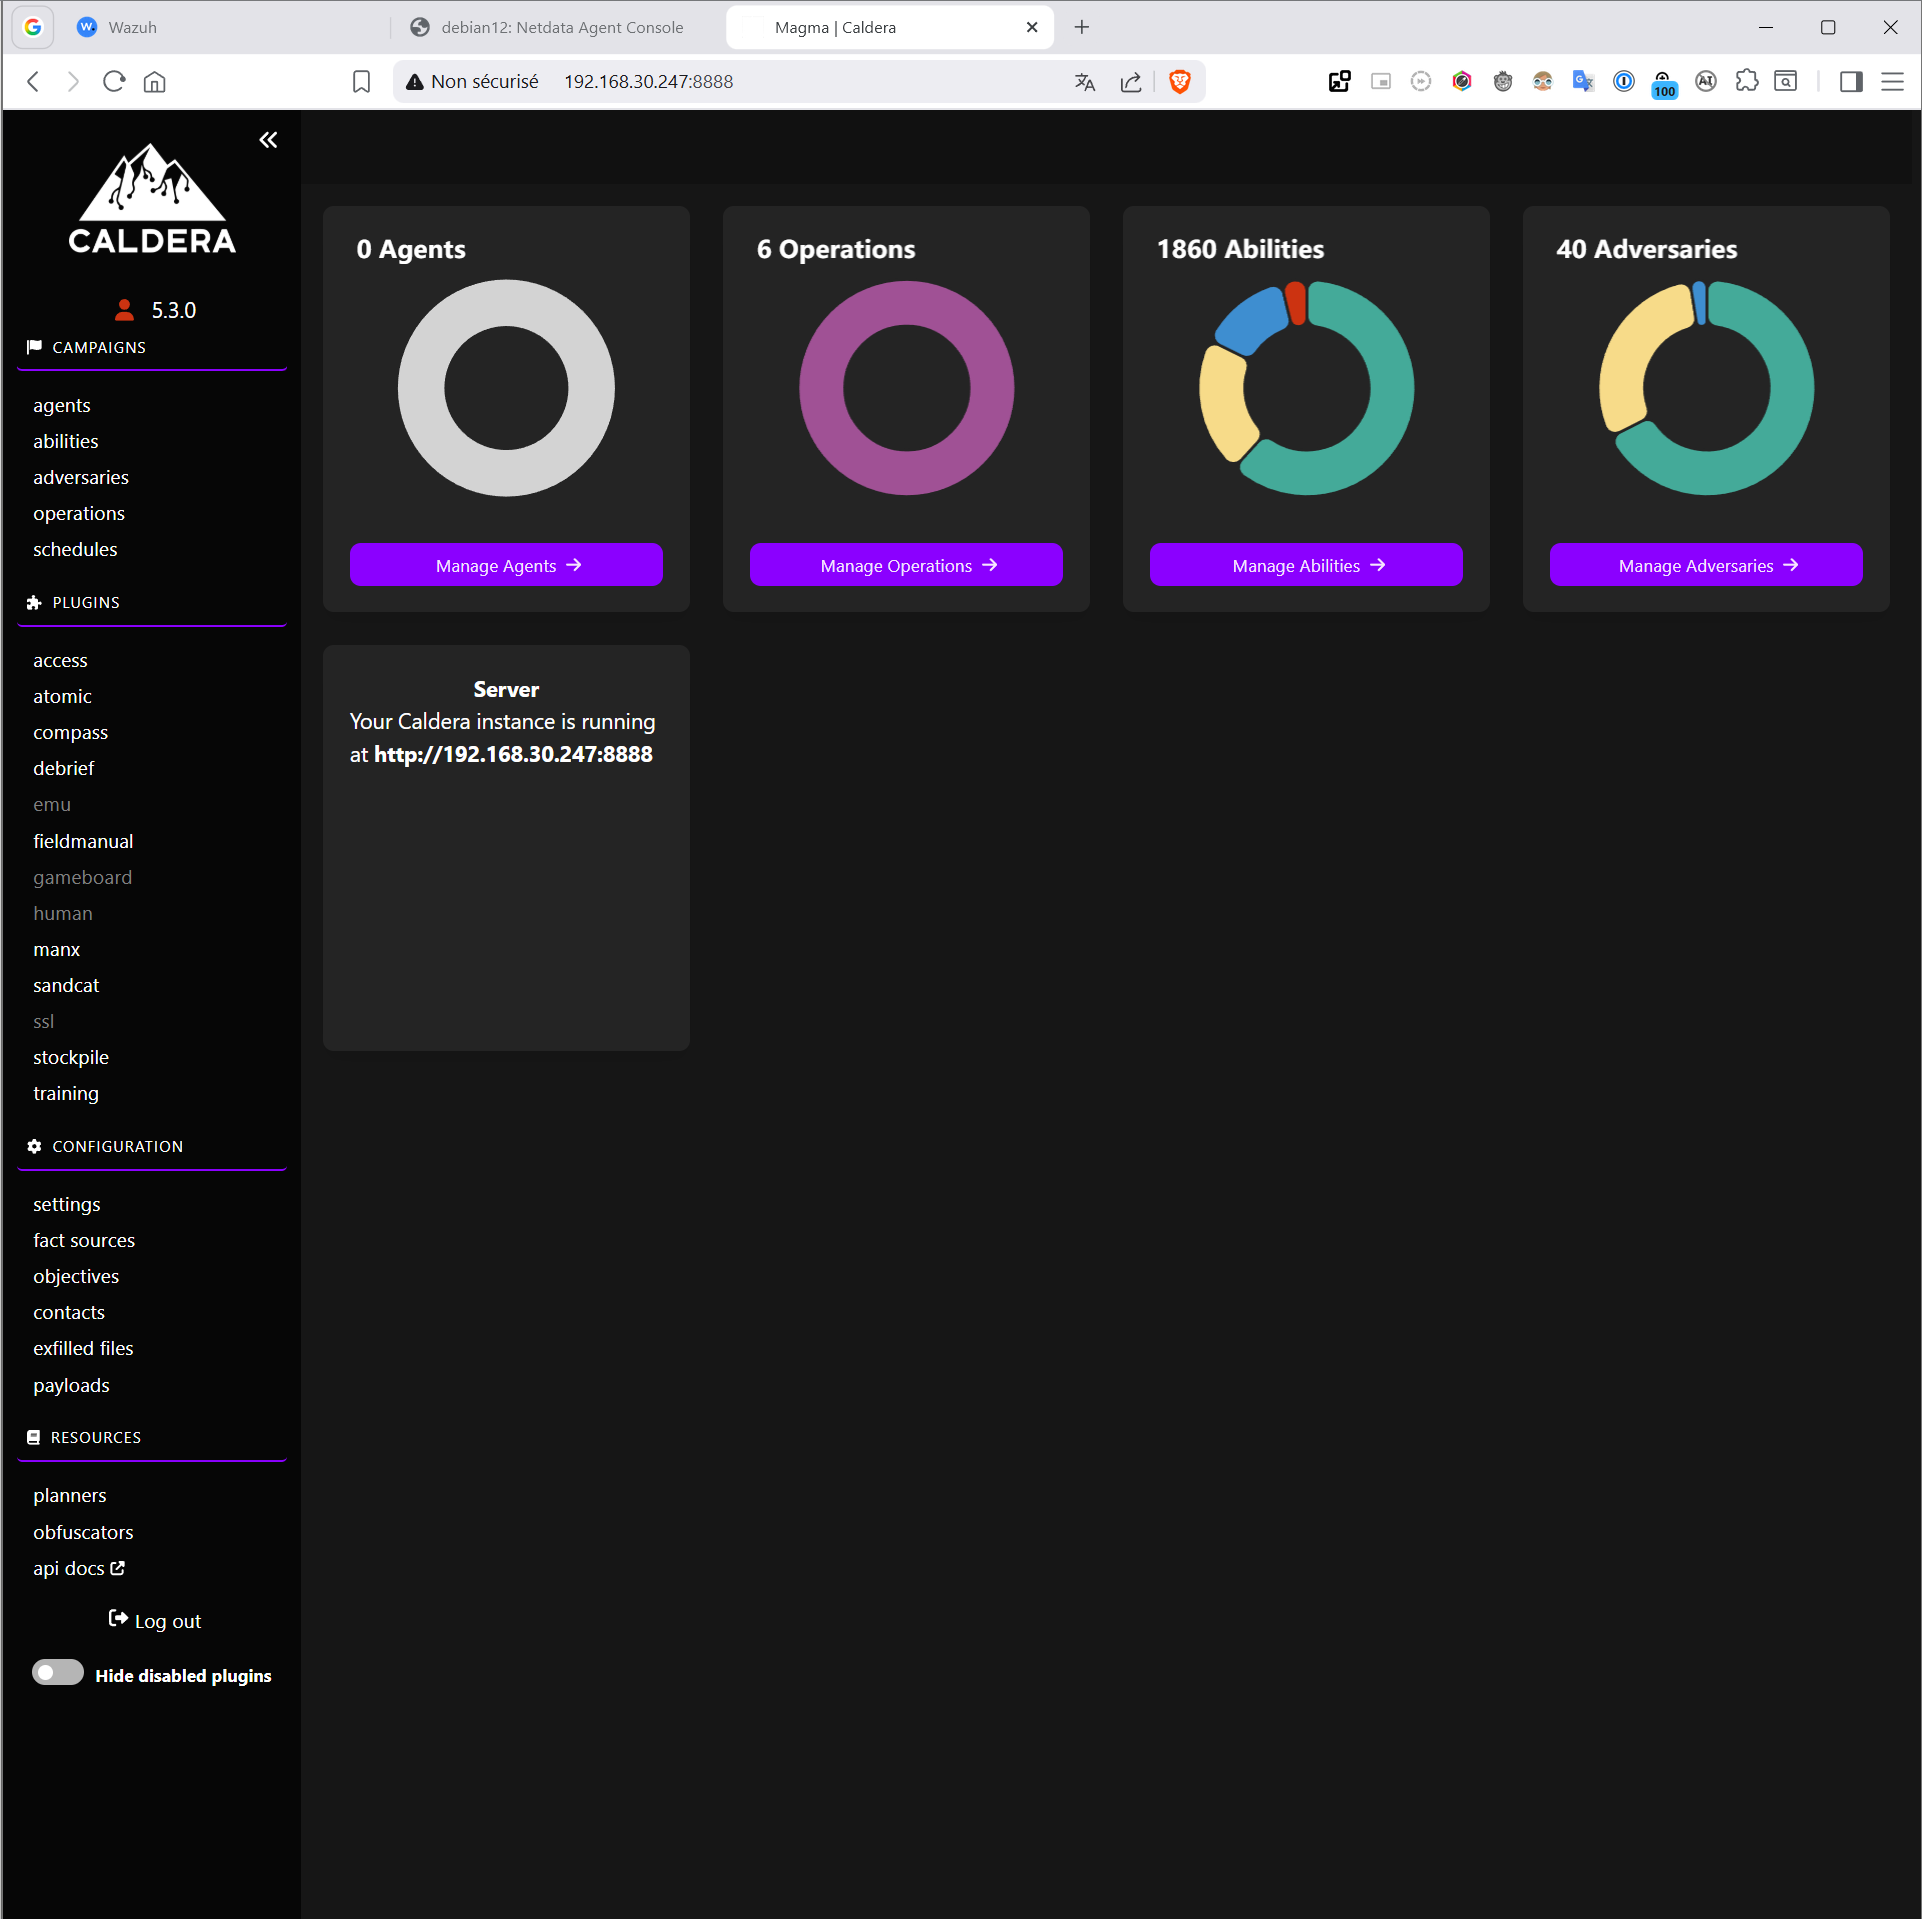 Wazuh
debian12: Netdata Agent Console
Magma | Caldera
Non sécurisé 192.168.30.247:8888
100
CALDERA
5.3.0
CAMPAIGNS
agents
abilities
adversaries
operations
schedules
PLUGINS
access
atomic
compass
debrief
emu
fieldmanual
gameboard
human
manx
sandcat
ssl
stockpile
training
CONFIGURATION
settings
fact sources
objectives
contacts
exfilled files
payloads
RESOURCES
planners
obfuscators
api docs
Log out
Hide disabled plugins
0 Agents
Manage Agents
6 Operations
Manage Operations
1860 Abilities
Manage Abilities
40 Adversaries
Manage Adversaries
Server
Your Caldera instance is running
at http://192.168.30.247:8888